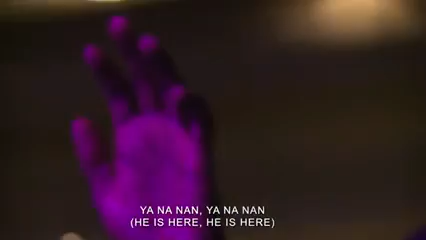 YA NA NAN, YA NA NAN
(HE IS HERE, HE IS HERE)